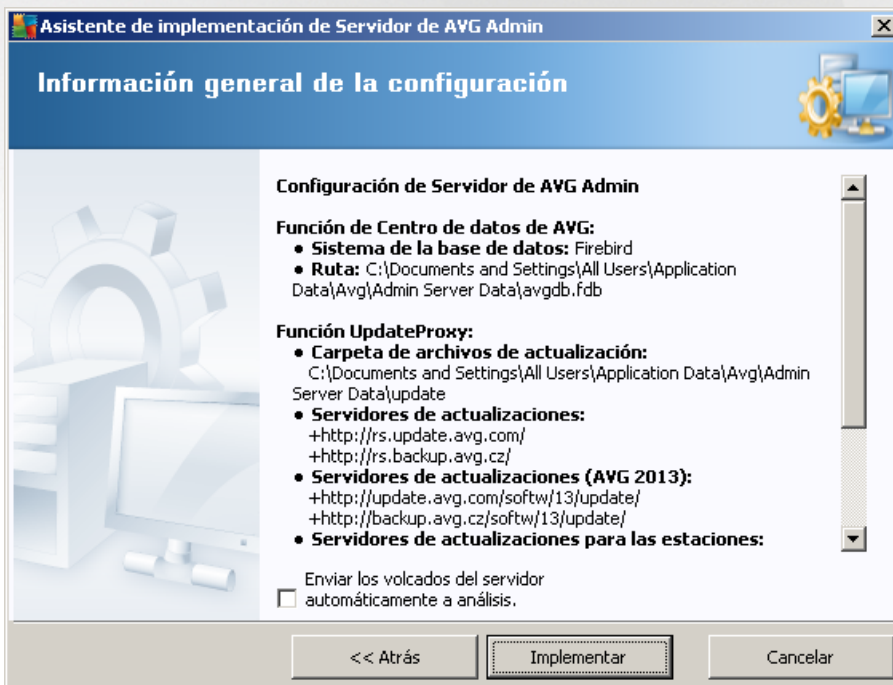 Asistente de implementación de Servidor de AVG Admin
Información general de la configuración
Configuración de Servidor de AVG Admin
Función de Centro de datos de AVG:
• Sistema de la base de datos: Firebird
• Ruta: C:\Documents and Settings\All Users\Application
Data\Avg\Admin Server Data\avgdb.fdb
Función UpdateProxy:
• Carpeta de archivos de actualización:
C:\Documents and Settings\All Users\Application Data\Avg\Admin
Server Data\update
• Servidores de actualizaciones:
+http://rs.update.avg.com/
+http://rs.backup.avg.cz/
• Servidores de actualizaciones (AVG 2013):
+http://update.avg.com/softw/13/update/
+http://backup.avg.cz/softw/13/update/
• Servidores de actualizaciones para las estaciones:
Enviar los volcados del servidor
automáticamente a análisis.
<< Atrás
Implementar
Cancelar